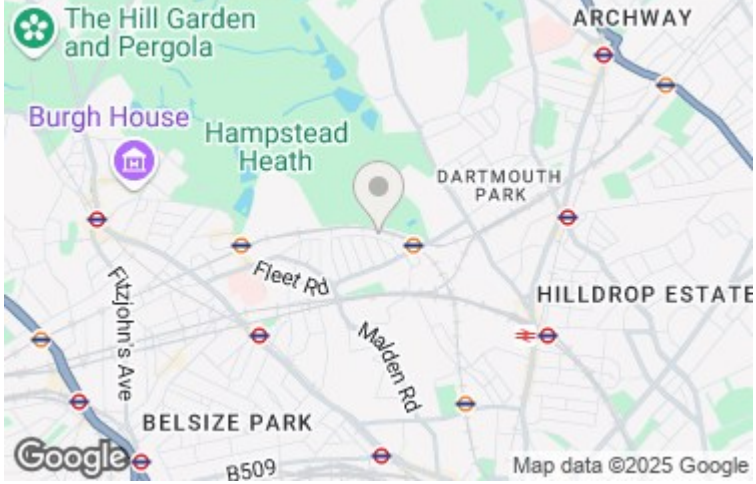 The Hill Garden
and Pergola
ARCHWAY
Burgh House
Hampstead
Heath
DARTMOUTH
PARK
Fleet Rd
Fitzjohn's Ave
HILLDROP ESTATE
Malden Rd
BELSIZE PARK
B509
Google
Map data ©2025 Google